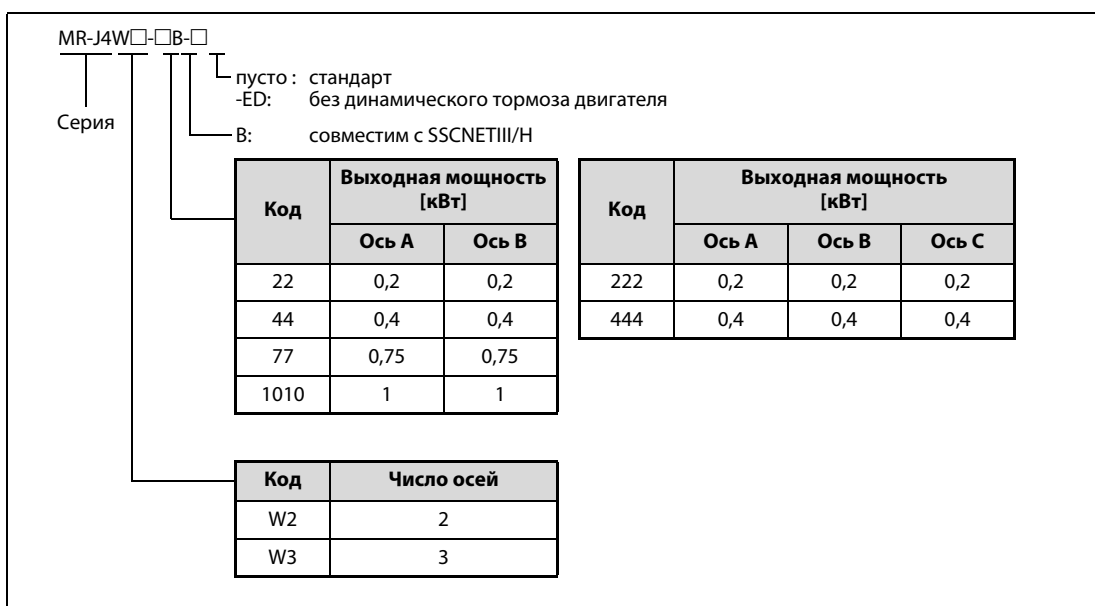 MR-J4W□-□B-□
пусто : стандарт
-ED: без динамического тормоза двигателя
Серия
B: совместим с SSCNETIII/H
Код Выходная мощность [кВт]
Ось A Ось B
22 0,2 0,2
44 0,4 0,4
77 0,75 0,75
1010 1 1
Код Выходная мощность [кВт]
Ось A Ось B Ось C
222 0,2 0,2 0,2
444 0,4 0,4 0,4
Код Число осей
W2 2
W3 3